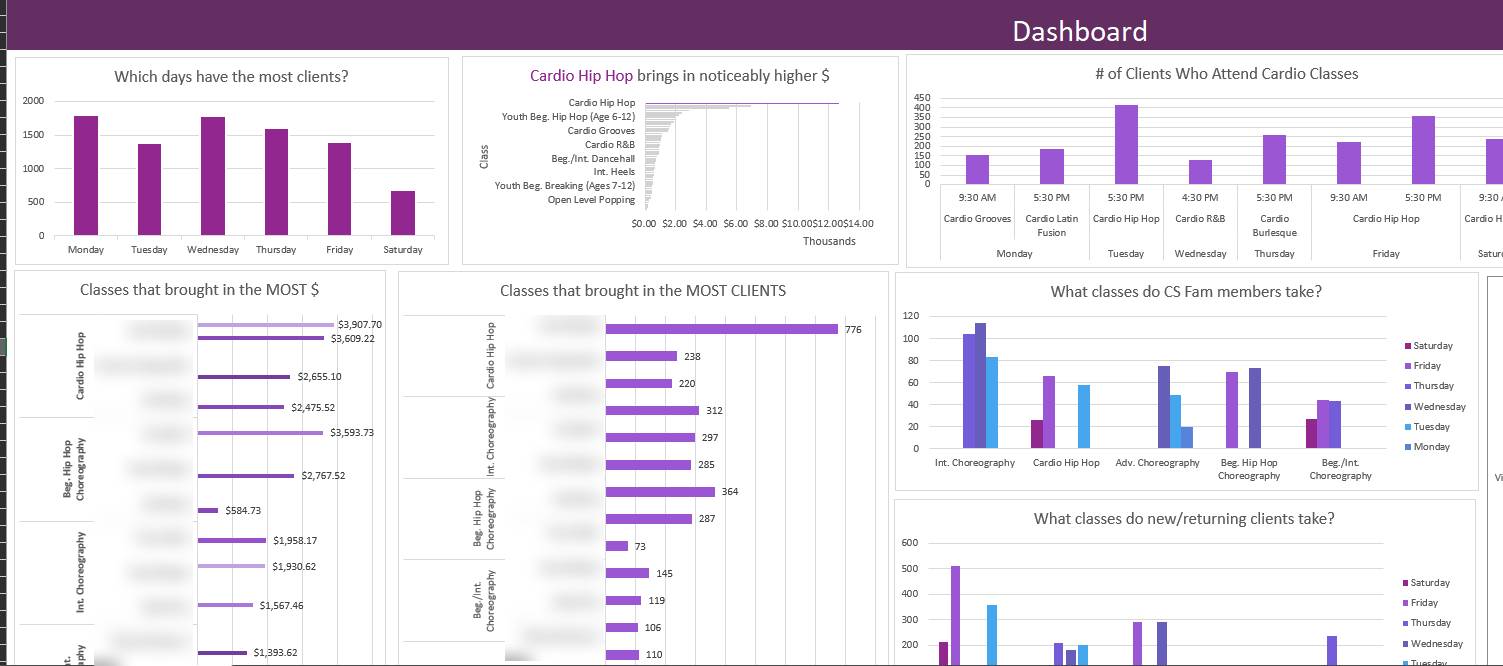 Dashboard
Which days have the most clients?
2000
1500
1000
500
0
Monday Tuesday Wednesday Thursday Friday Saturday
Cardio Hip Hop brings in noticeably higher $
Class
Cardio Hip Hop
Youth Beg. Hip Hop (Age 6-12)
Cardio Grooves
Cardio R&B
Beg./Int. Dancehall
Int. Heels
Youth Beg. Breaking (Ages 7-12)
Open Level Popping
$0.00 $2.00 $4.00 $6.00 $8.00 $10.00 $12.00 $14.00
Thousands
# of Clients Who Attend Cardio Classes
450
400
350
300
250
200
150
100
50
0
9:30 AM 5:30 PM 5:30 PM 4:30 PM 5:30 PM 9:30 AM 5:30 PM 9:30
Cardio Grooves Cardio Latin Cardio Hip Hop Cardio R&B Cardio Cardio Hip Hop Cardio H
Fusion Burlesque
Monday Tuesday Wednesday Thursday Friday Satur
Classes that brought in the MOST $
Cardio Hip Hop
$3,907.70
$3,609.22
$2,655.10
$2,475.52
Beg. Hip Hop
Choreography
$3,593.73
$2,767.52
$584.73
Int. Choreography
$1,958.17
$1,930.62
$1,567.46
$1,393.62
Classes that brought in the MOST CLIENTS
Cardio Hip Hop
776
238
220
Int. Choreography
312
297
285
Beg. Hip Hop
Choreography
364
287
73
Beg./Int.
Choreography
145
119
106
110
What classes do CS Fam members take?
120
100
80
60
40
20
0
Int. Choreography Cardio Hip Hop Adv. Choreography Beg. Hip Hop Beg./Int.
Choreography Choreography
Saturday
Friday
Thursday
Wednesday
Tuesday
Monday
What classes do new/returning clients take?
600
500
400
300
200
Saturday
Friday
Thursday
Wednesday
Tuesday
Vi